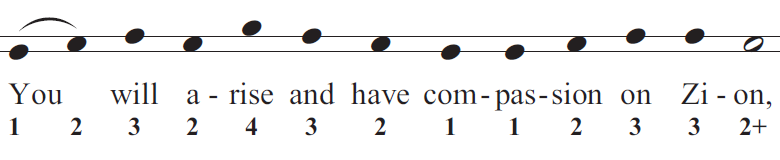 You will a - rise and have com - pas - sion on Zi - on,
1 2 3 2 4 3 2 1 1 2 3 3 2+